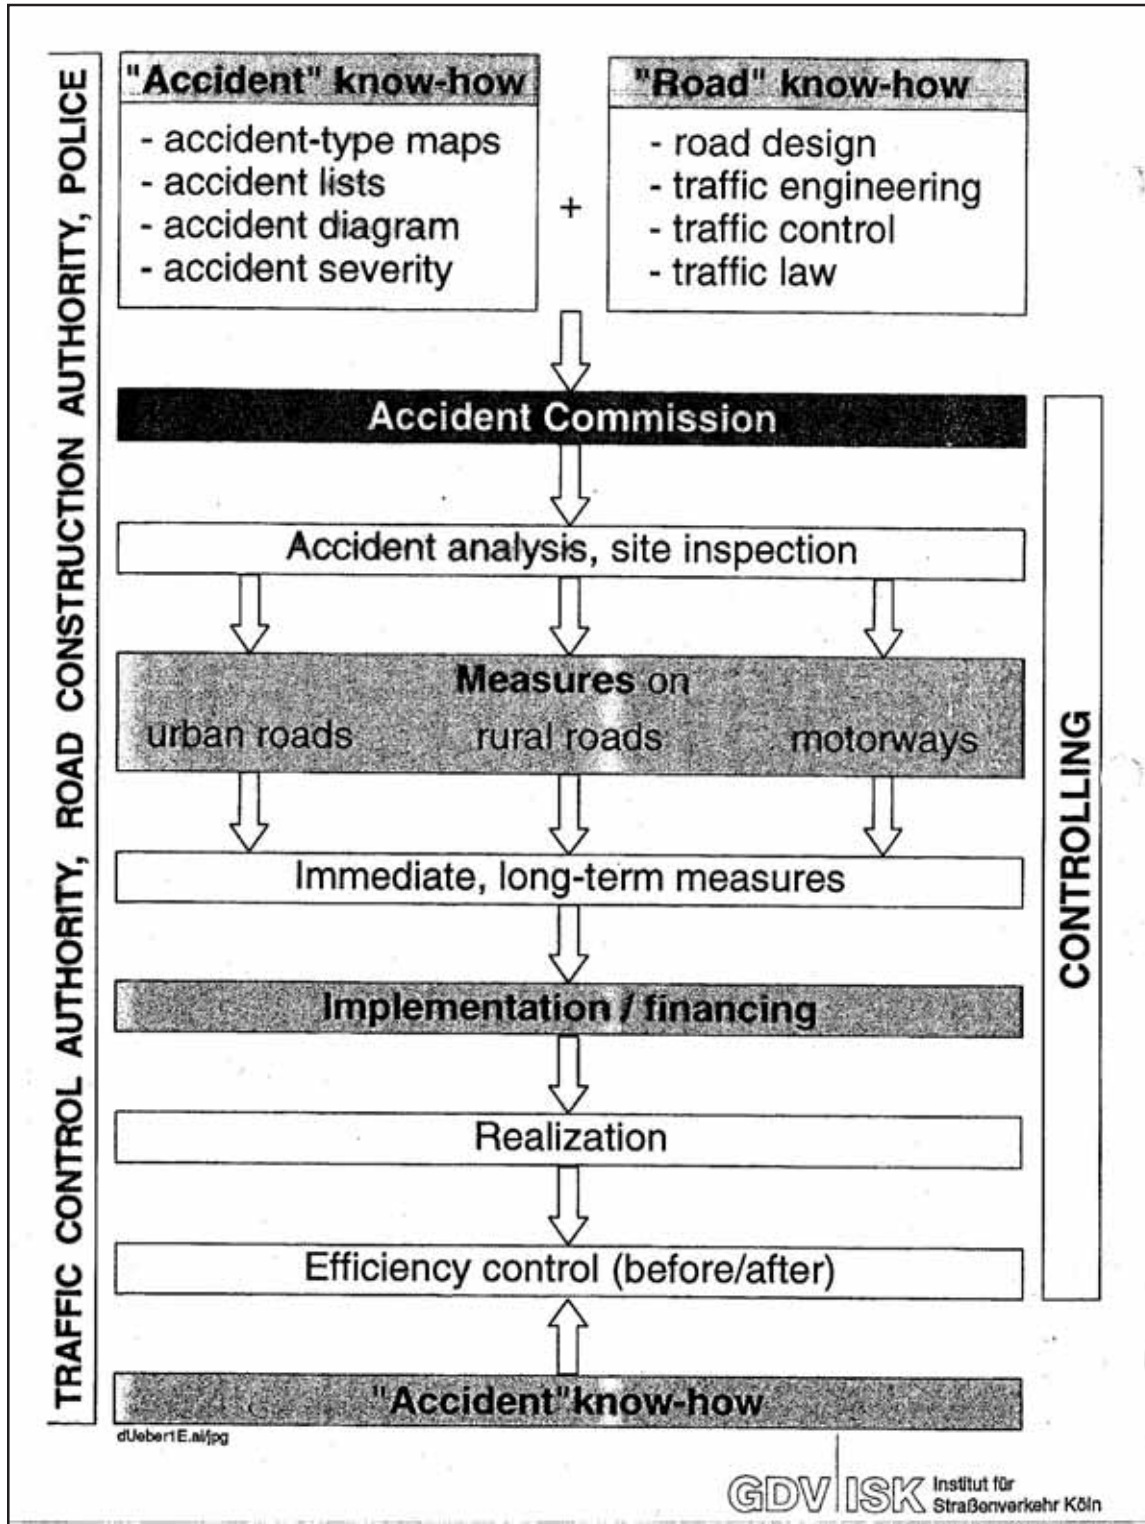 TRAFFIC CONTROL AUTHORITY, ROAD CONSTRUCTION AUTHORITY, POLICE
"Accident" know-how
- accident-type maps
- accident lists
- accident diagram
- accident severity
+
"Road" know-how
- road design
- traffic engineering
- traffic control
- traffic law
Accident Commission
Accident analysis, site inspection
Measures on
urban roads rural roads motorways
Immediate, long-term measures
Implementation / financing
Realization
Efficiency control (before/after)
"Accident"know-how
CONTROLLING
dUeber1E.ai/jpg
GDV ISK Institut für
Straßenverkehr Köln